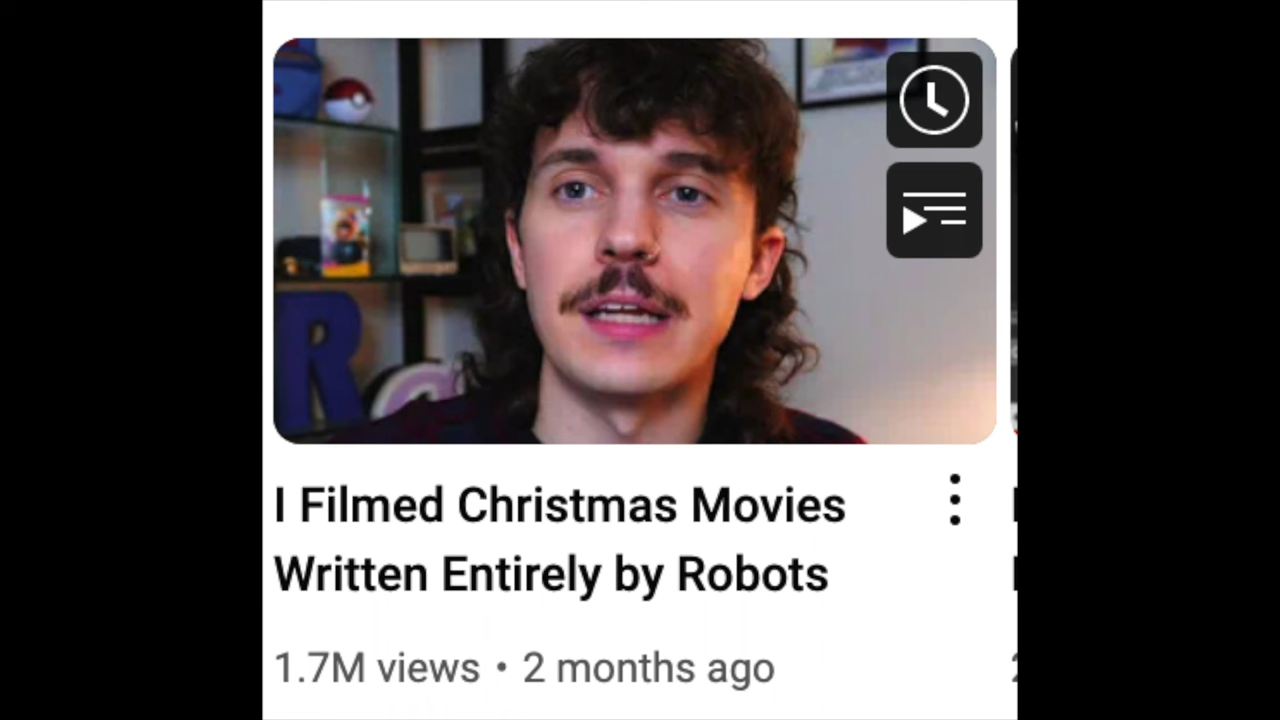 R
I Filmed Christmas Movies
Written Entirely by Robots
1.7M views • 2 months ago